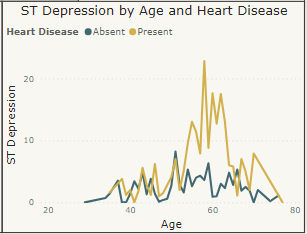 ST Depression by Age and Heart Disease
Heart Disease Absent Present
ST Depression
20
10
0
20 40 60 80
Age